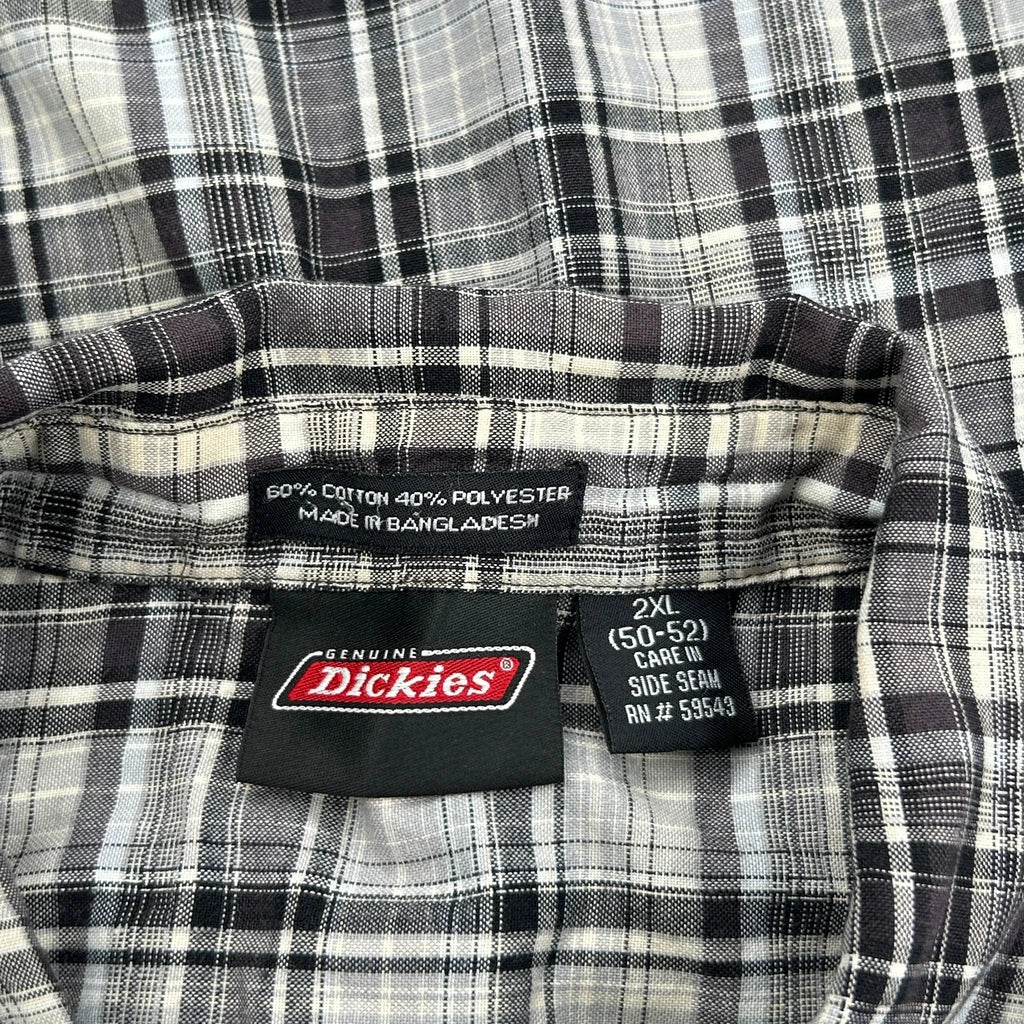 60% COTTON 40% POLYESTER
MADE IN BANGLADESH
GENUINE
Dickies®
2XL
(50-52)
CARE IN
SIDE SEAM
RN # 59543